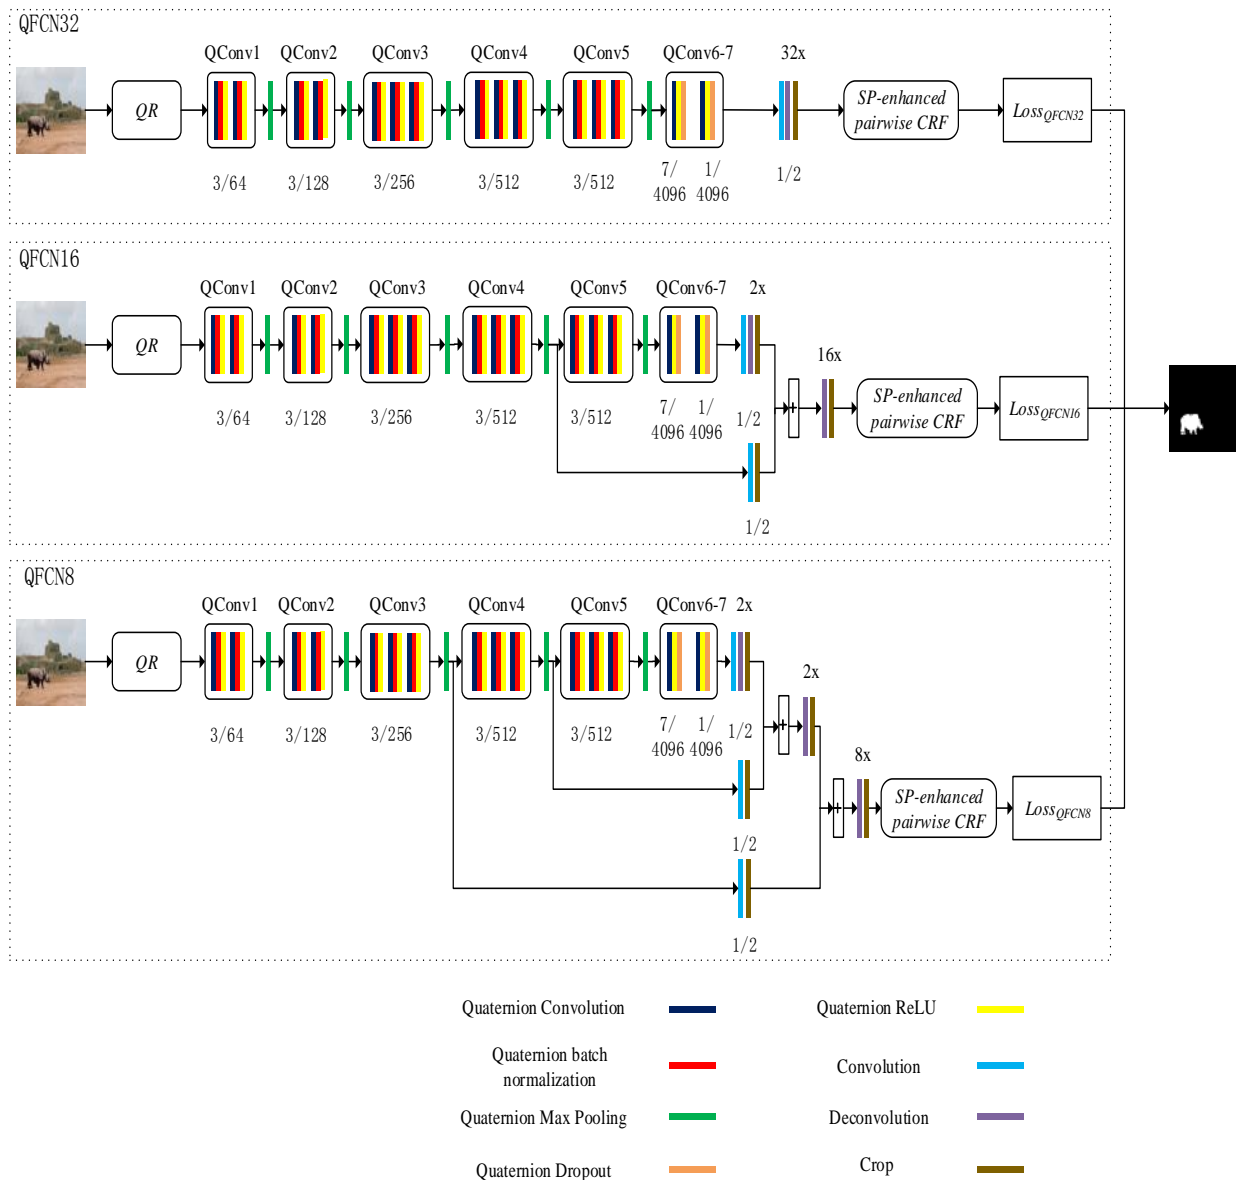 QFCN32
QConv1 QConv2 QConv3 QConv4 QConv5 QConv6-7 32x
QR
SP-enhanced
pairwise CRF
LossQFCN32
3/64 3/128 3/256 3/512 3/512 7/ 1/ 1/2
4096 4096
QFCN16
QConv1 QConv2 QConv3 QConv4 QConv5 QConv6-7 2x
QR
16x
+
SP-enhanced
pairwise CRF
LossQFCN16
3/64 3/128 3/256 3/512 3/512 7/ 1/ 1/2
4096 4096
1/2
QFCN8
QConv1 QConv2 QConv3 QConv4 QConv5 QConv6-7 2x
QR
2x
+
3/64 3/128 3/256 3/512 3/512 7/ 1/ 1/2
4096 4096
8x
+
SP-enhanced
pairwise CRF
LossQFCN8
1/2
1/2
Quaternion Convolution
Quaternion ReLU
Quaternion batch
normalization
Convolution
Quaternion Max Pooling
Deconvolution
Quaternion Dropout
Crop